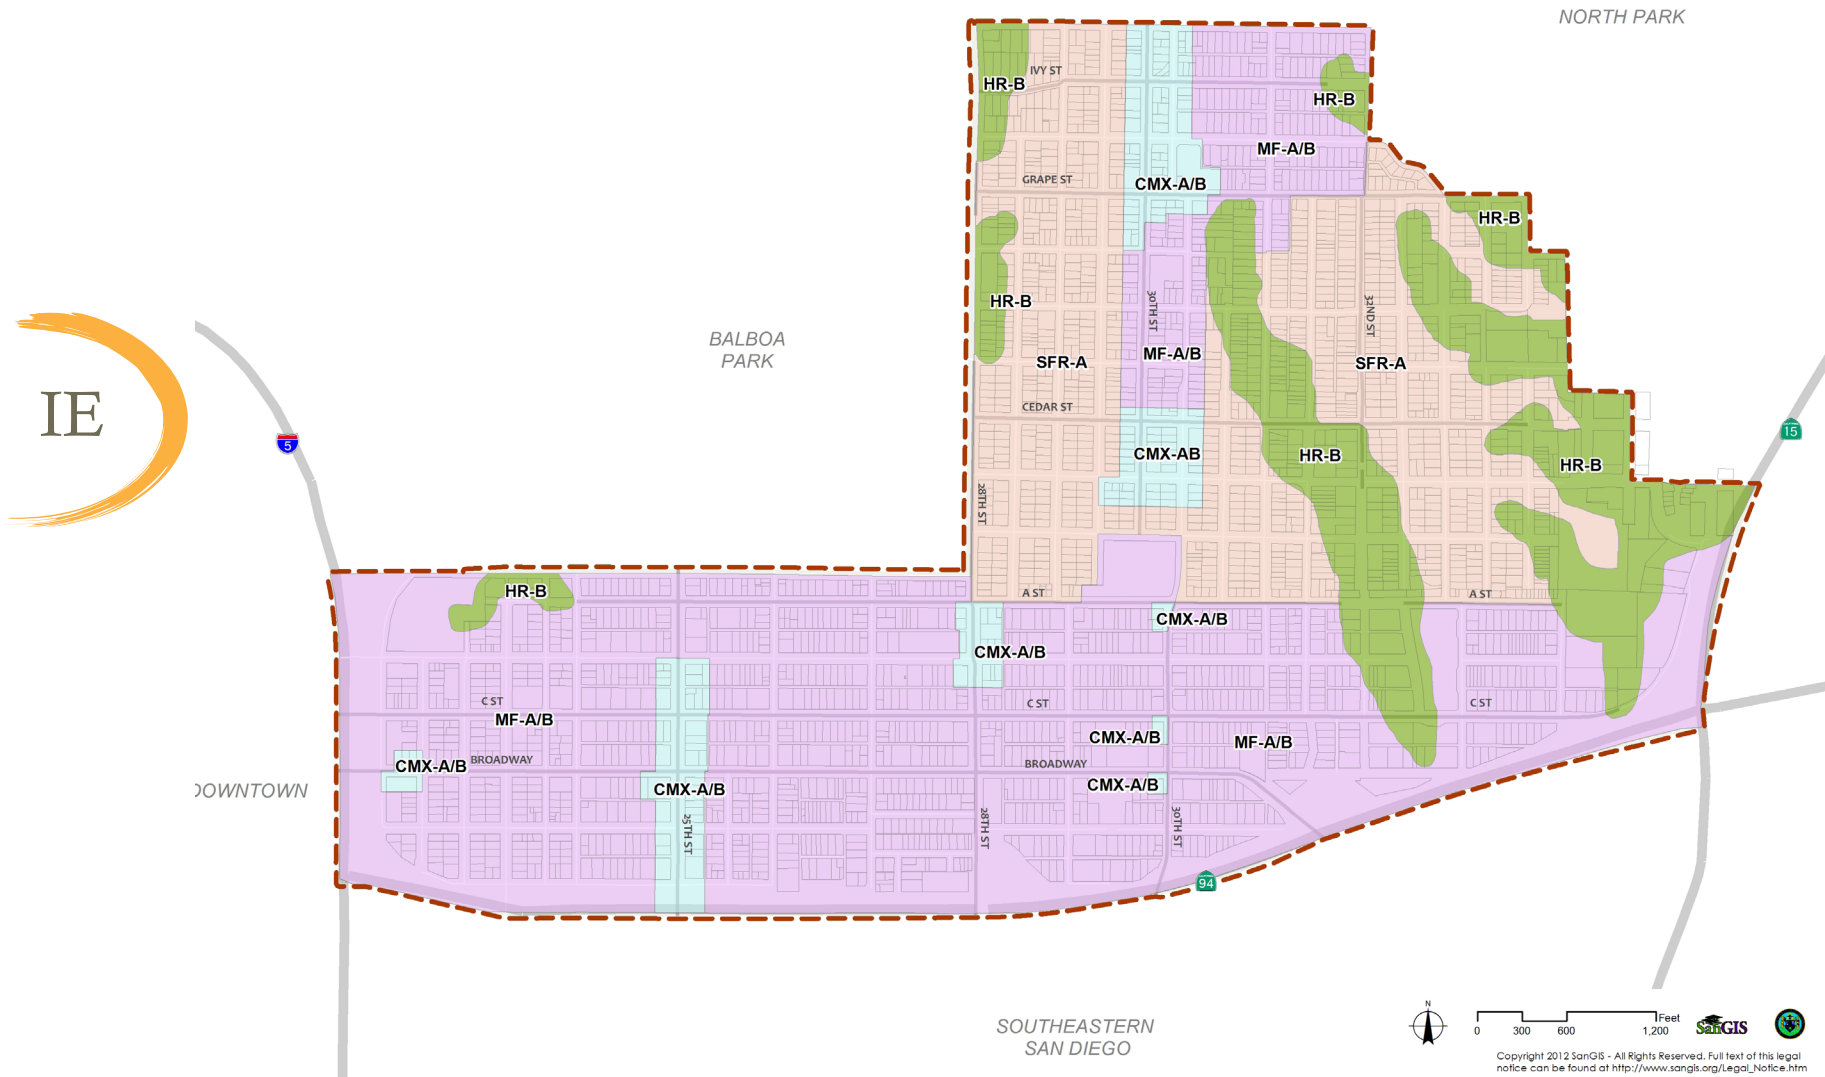 NORTH PARK
IVY ST
HR-B
HR-B
MF-A/B
GRAPE ST
CMX-A/B
HR-B
HR-B
30TH ST
32ND ST
BALBOA
PARK
MF-A/B
SFR-A
SFR-A
IE
CEDAR ST
5
15
CMX-AB
HR-B
HR-B
28TH ST
HR-B
A ST
A ST
CMX-A/B
CMX-A/B
C ST
C ST
C ST
MF-A/B
CMX-A/B
MF-A/B
BROADWAY
CMX-A/B
BROADWAY
CMX-A/B
CMX-A/B
DOWNTOWN
25TH ST
28TH ST
30TH ST
94
SOUTHEASTERN
SAN DIEGO
N
Feet
0 300 600 1,200
SanGIS
Copyright 2012 SanGIS - All Rights Reserved. Full text of this legal
notice can be found at http://www.sangis.org/Legal_Notice.htm